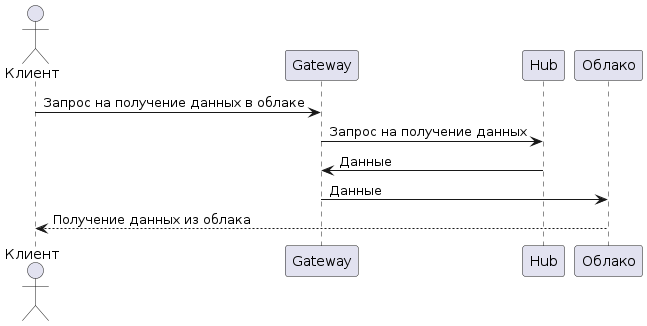 Клиент
Gateway
Hub
Облако
Запрос на получение данных в облаке
Запрос на получение данных
Данные
Данные
Получение данных из облака
Клиент
Gateway
Hub
Облако